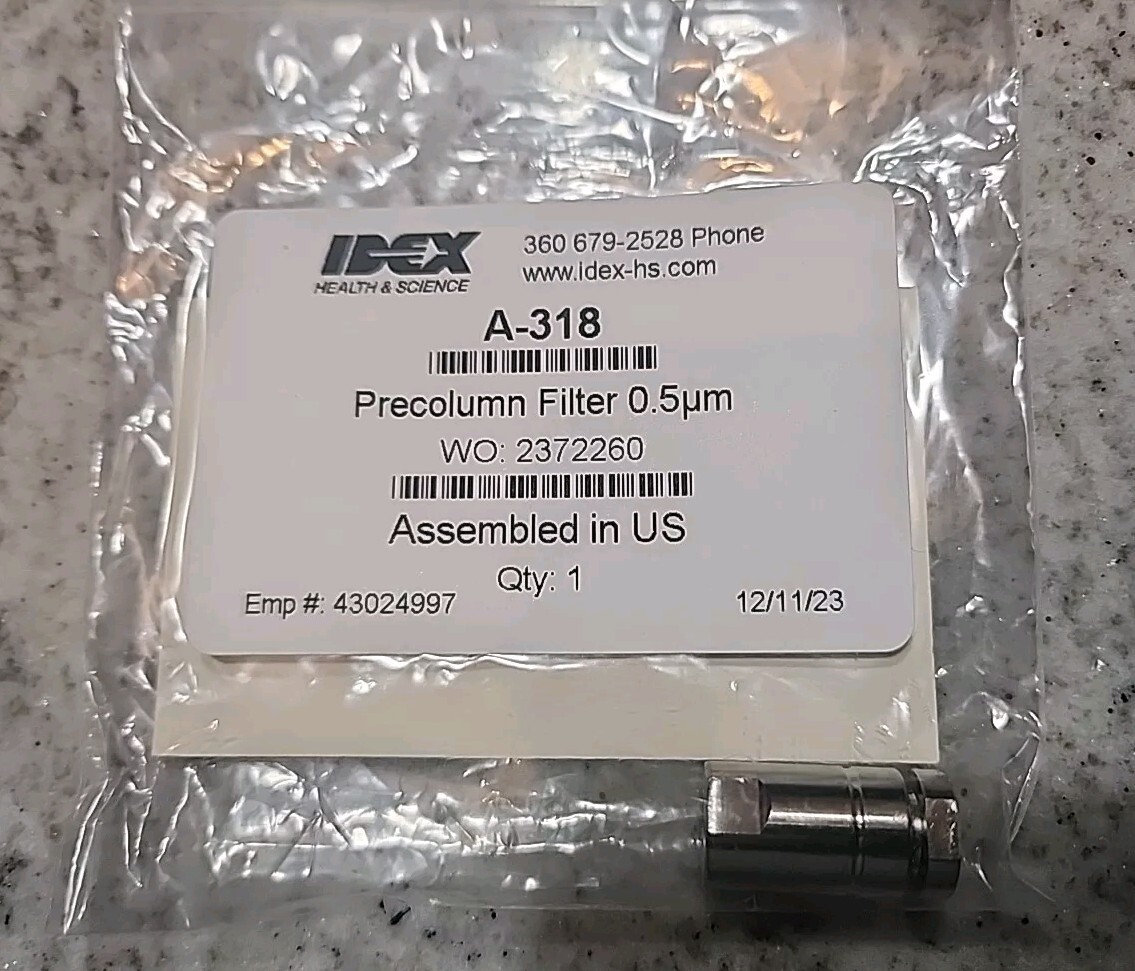 IDEX
HEALTH & SCIENCE
360 679-2528 Phone
www.idex-hs.com
A-318
Precolumn Filter 0.5µm
WO: 2372260
Assembled in US
Qty: 1
Emp #: 43024997
12/11/23